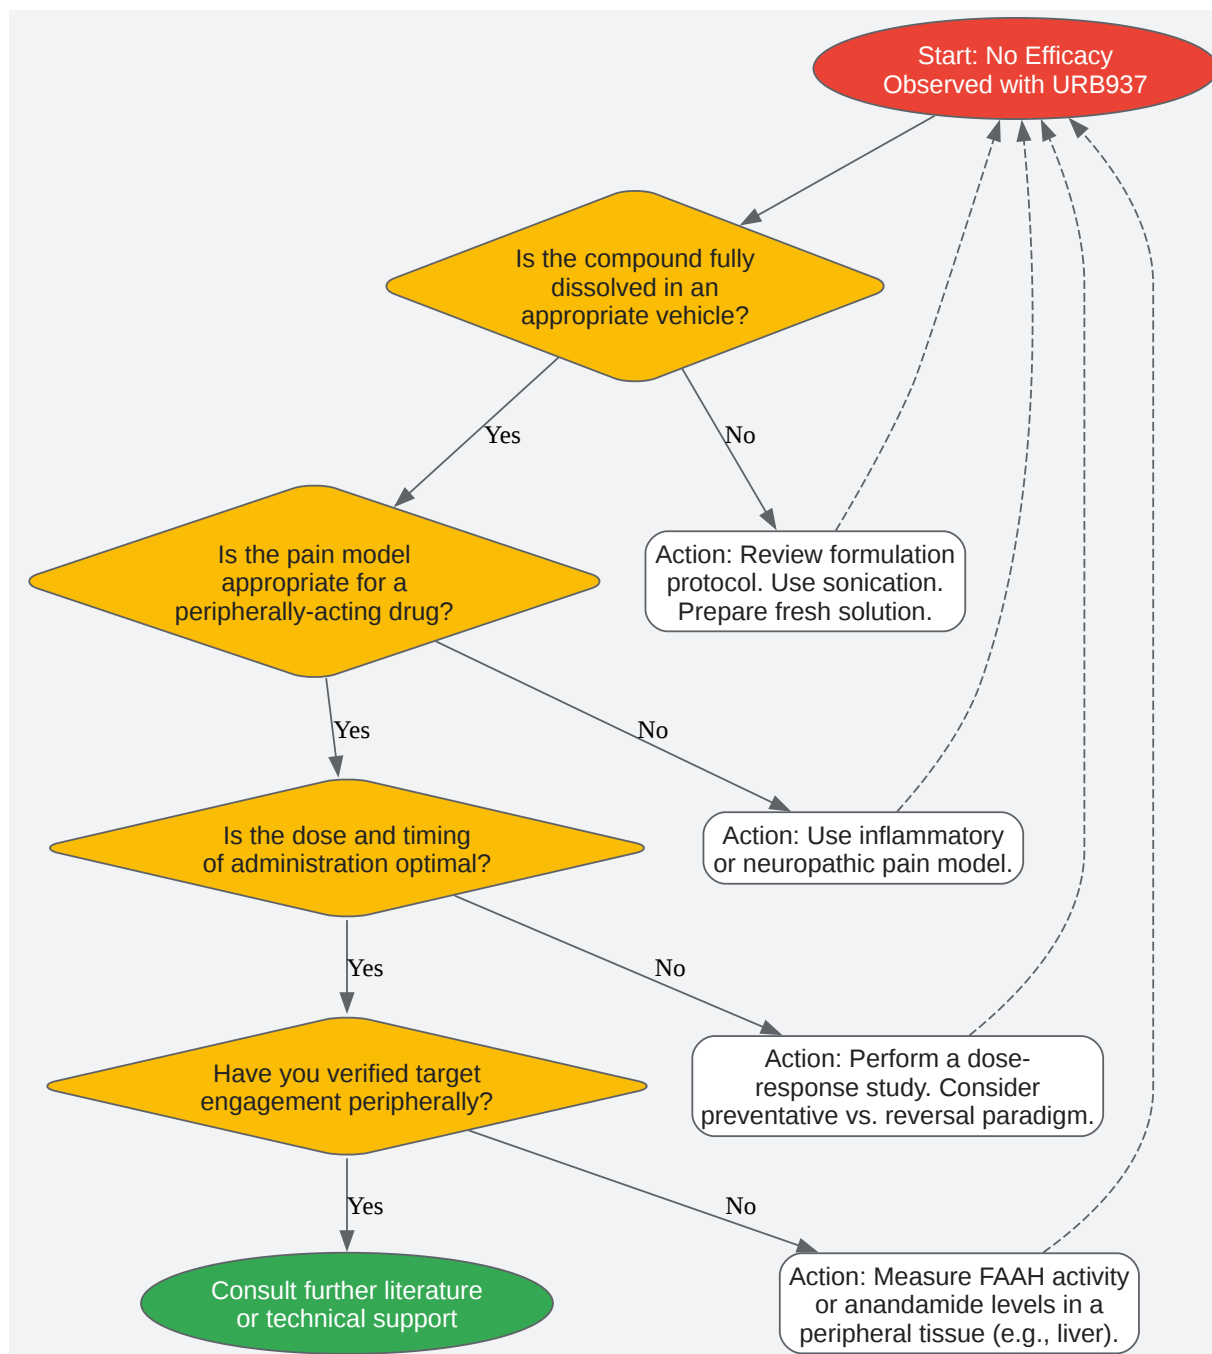 Start: No Efficacy
Observed with URB937
Is the compound fully
dissolved in an
appropriate vehicle?
Yes
No
Is the pain model
appropriate for a
peripherally-acting drug?
Action: Review formulation
protocol. Use sonication.
Prepare fresh solution.
Yes
No
Is the dose and timing
of administration optimal?
Action: Use inflammatory
or neuropathic pain model.
Yes
No
Have you verified target
engagement peripherally?
Action: Perform a dose-
response study. Consider
preventative vs. reversal paradigm.
Yes
No
Consult further literature
or technical support
Action: Measure FAAH activity
or anandamide levels in a
peripheral tissue (e.g., liver).